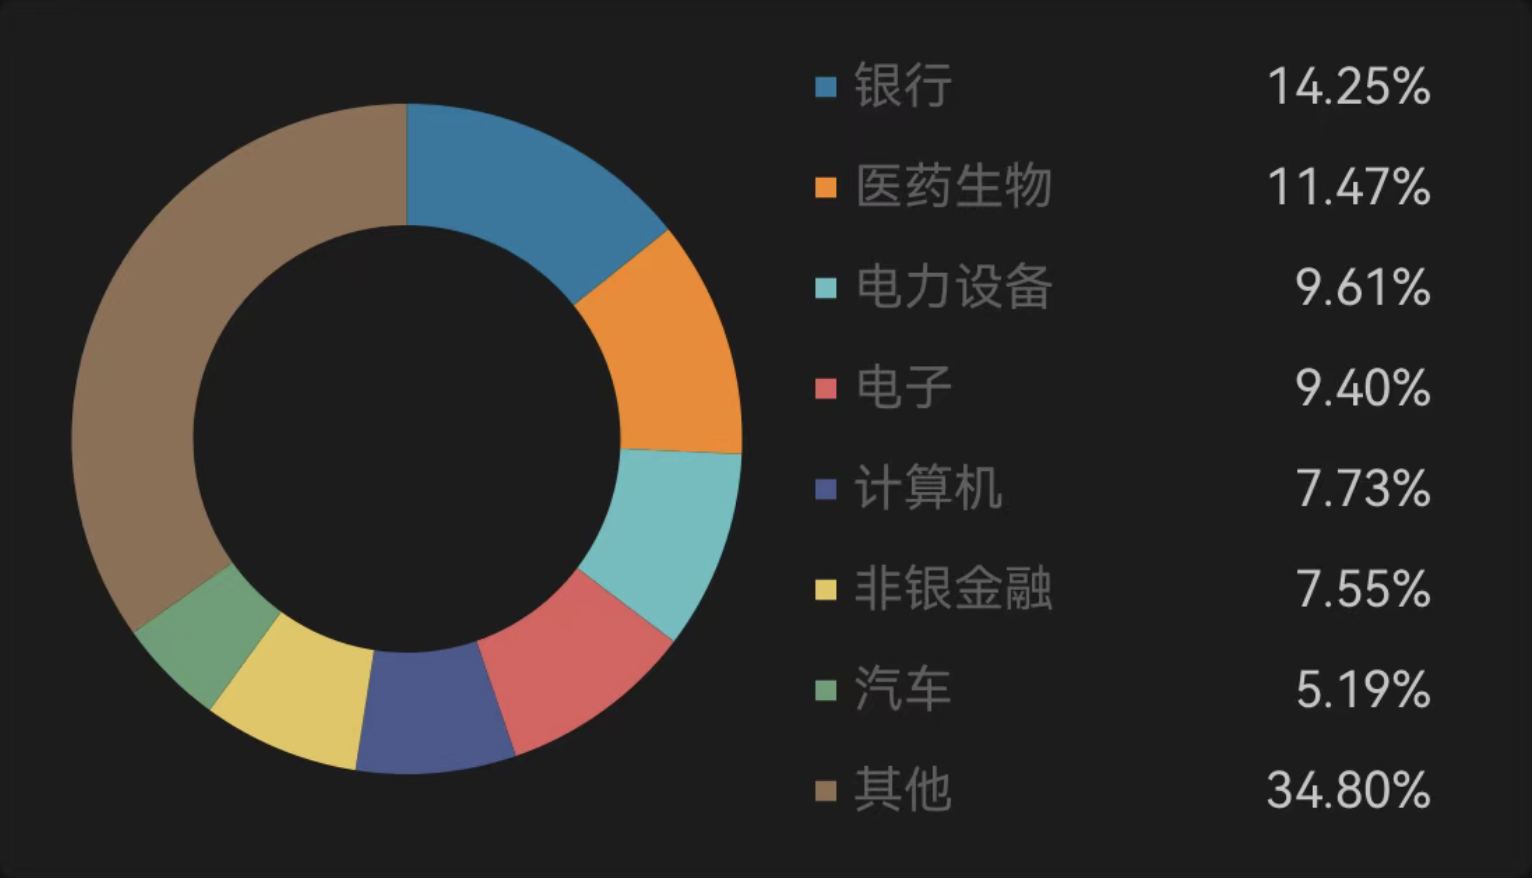 银行 14.25%
医药生物 11.47%
电力设备 9.61%
电子 9.40%
计算机 7.73%
非银金融 7.55%
汽车 5.19%
其他 34.80%